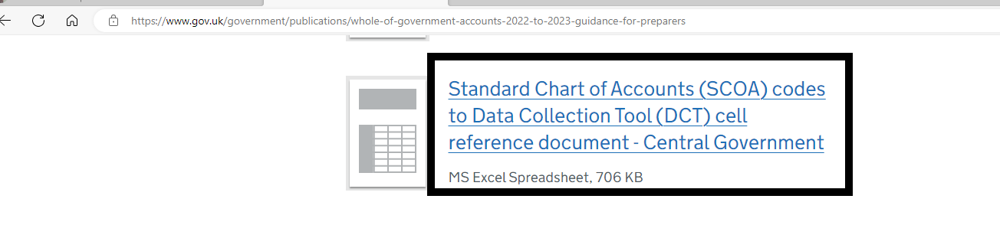 https://www.gov.uk/government/publications/whole-of-government-accounts-2022-to-2023-guidance-for-preparers
Standard Chart of Accounts (SCOA) codes
to Data Collection Tool (DCT) cell
reference document - Central Government
MS Excel Spreadsheet, 706 KB